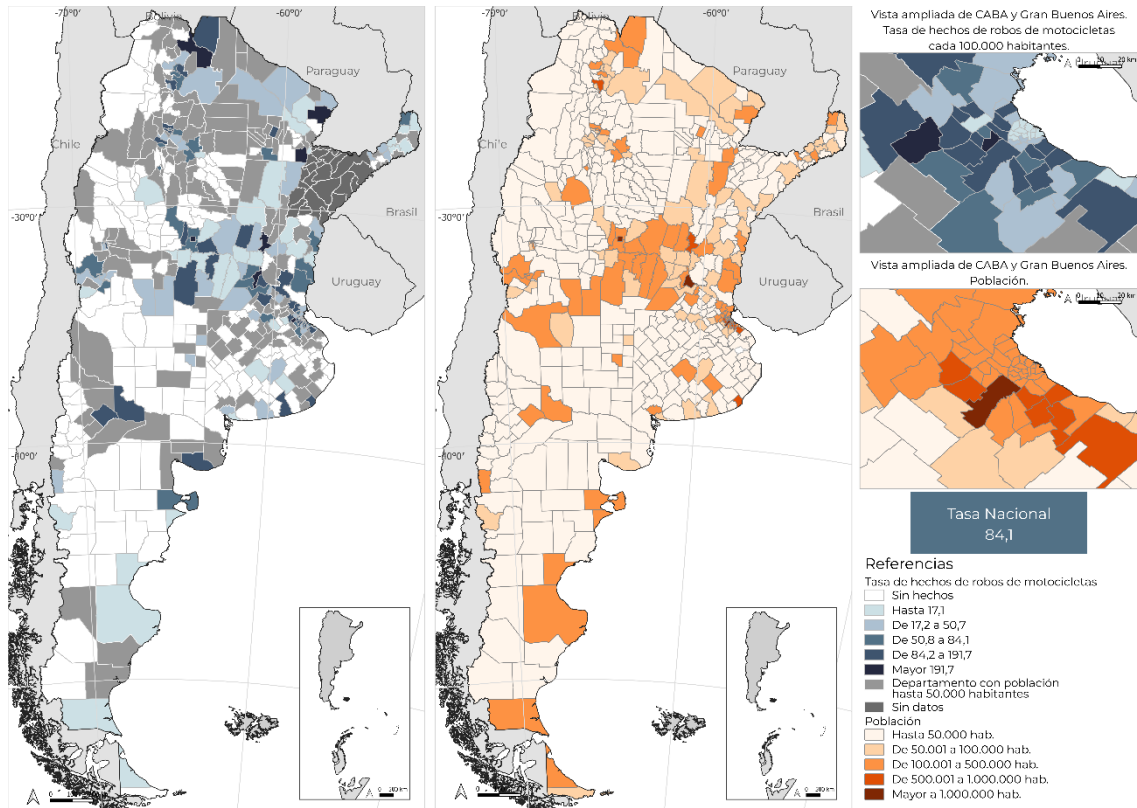 -70°0'
Bolivia
-60°0'
Paraguay
Chile
-30°0'
Brasil
Uruguay
-40°0'
-70°0'
Bolivia
-60°0'
Paraguay
Chile
-30°0'
Brasil
Uruguay
-40°0'
Vista ampliada de CABA y Gran Buenos Aires.
Tasa de hechos de robos de motocicletas
cada 100.000 habitantes.
Vista ampliada de CABA y Gran Buenos Aires.
Población.
Tasa Nacional
84,1
Referencias
Tasa de hechos de robos de motocicletas
Sin hechos
Hasta 17,1
De 17,2 a 50,7
De 50,8 a 84,1
De 84,2 a 191,7
Mayor 191,7
Departamento con población
hasta 50.000 habitantes
Sin datos
Población
Hasta 50.000 hab.
De 50.001 a 100.000 hab.
De 100.001 a 500.000 hab.
De 500.001 a 1.000.000 hab.
Mayor a 1.000.000 hab.